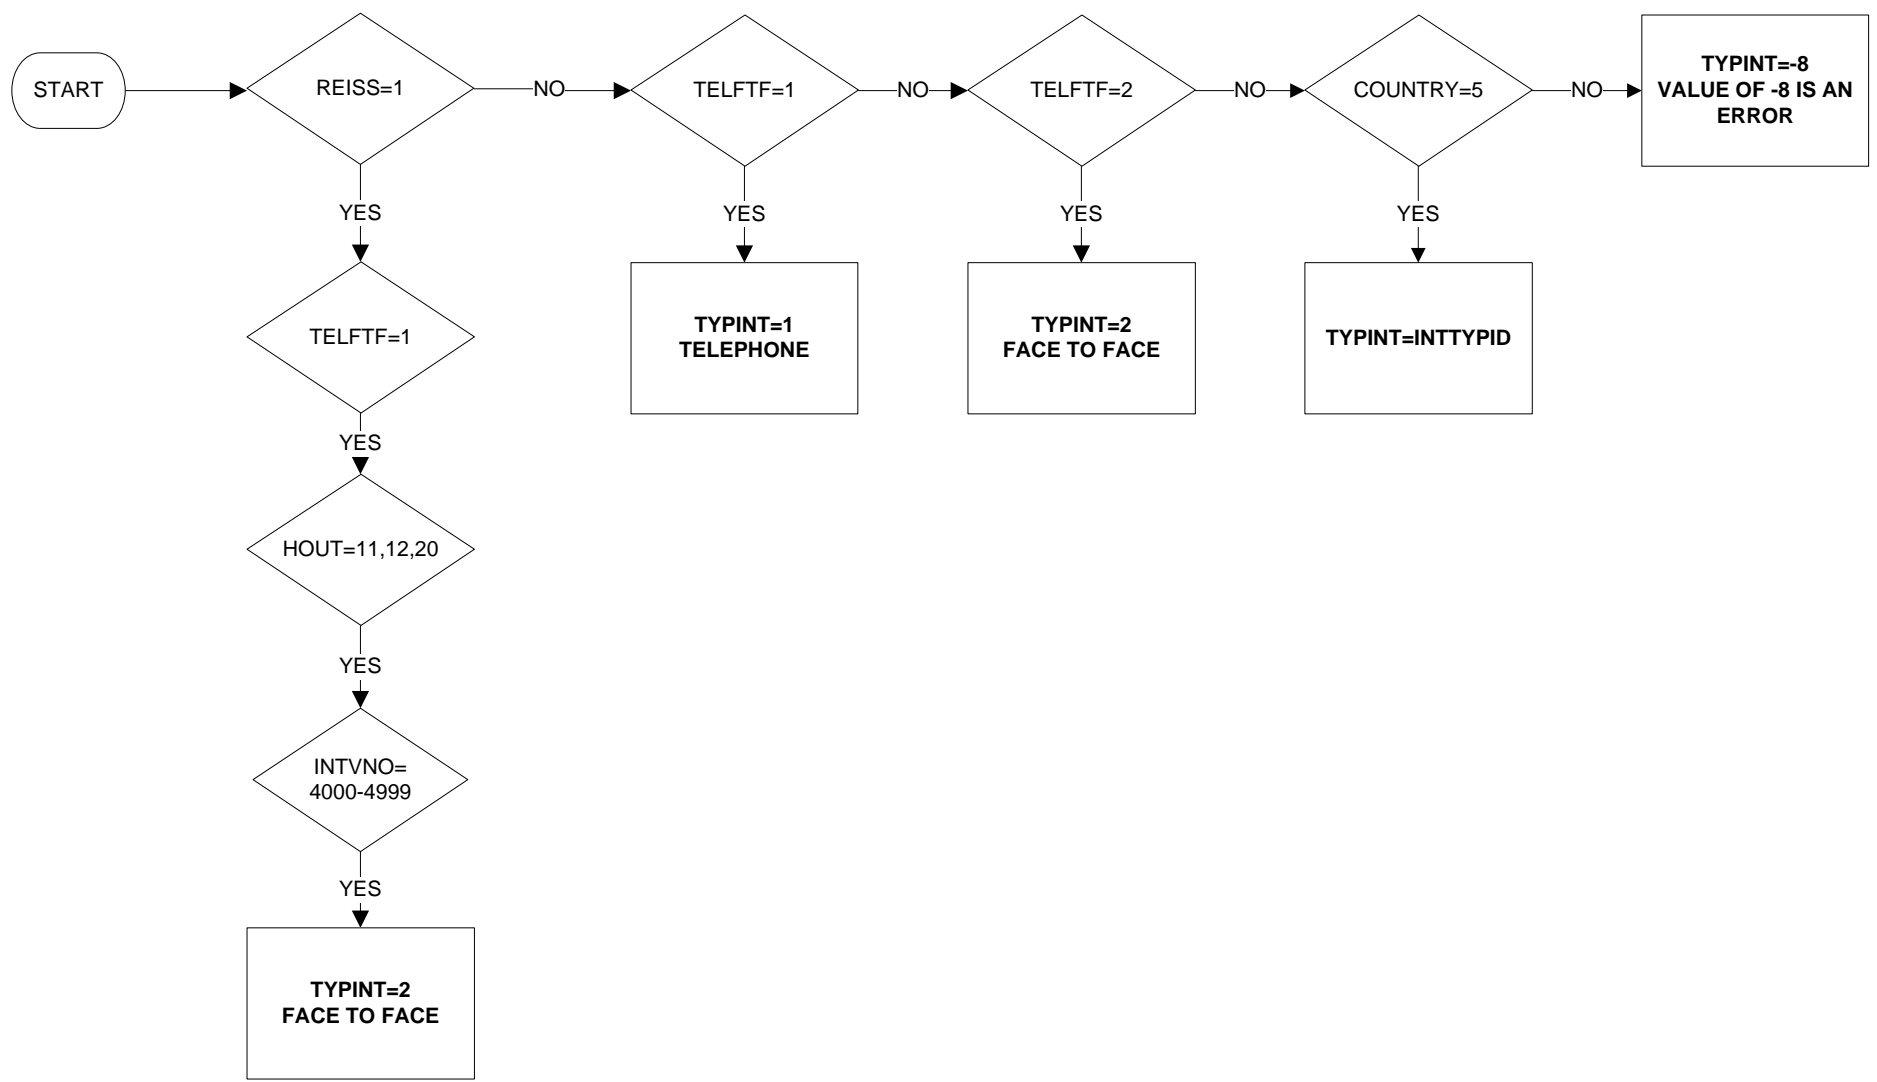 START
REISS=1
NO
TELFTF=1
NO
TELFTF=2
NO
COUNTRY=5
NO
TYPINT=-8
VALUE OF -8 IS AN
ERROR
YES
YES
YES
YES
TELFTF=1
TYPINT=1
TELEPHONE
TYPINT=2
FACE TO FACE
TYPINT=INTTYPID
YES
HOUT=11,12,20
YES
INTVNO=
4000-4999
YES
TYPINT=2
FACE TO FACE